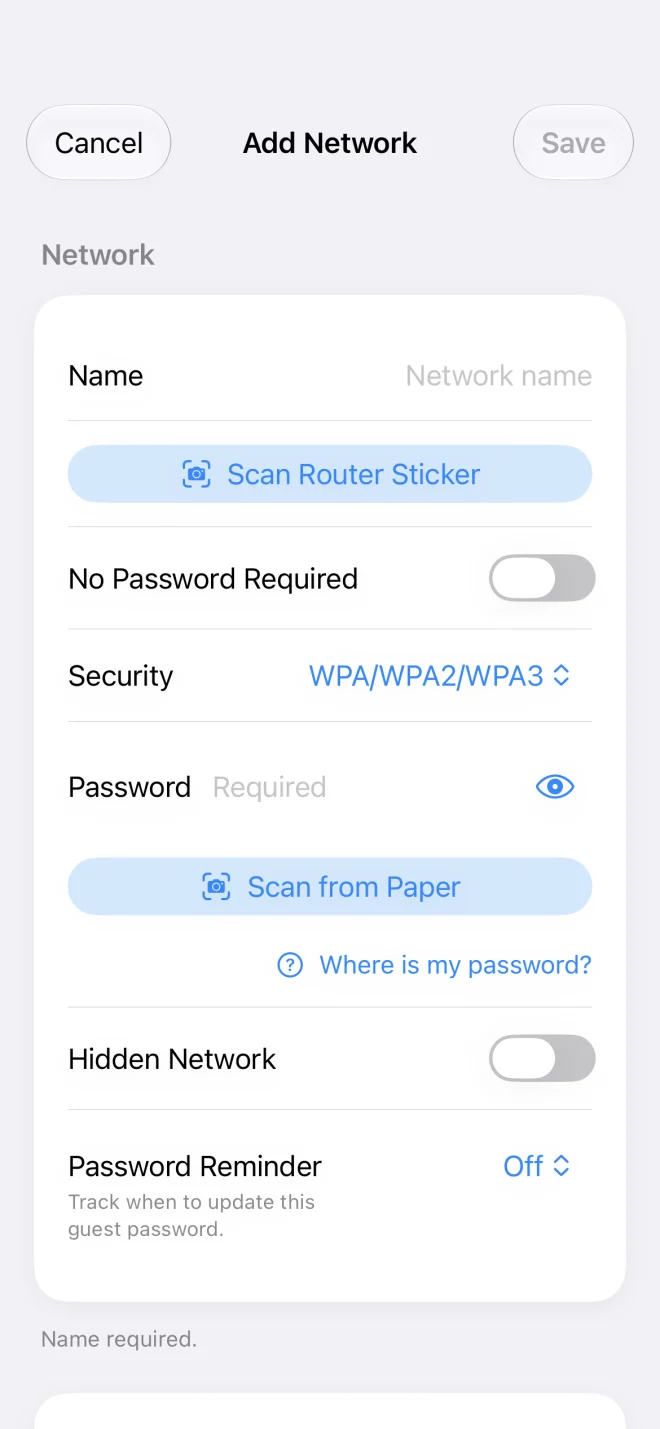 Cancel
Add Network
Save
Network
Name
Network name
Scan Router Sticker
No Password Required
Security
WPA/WPA2/WPA3
Password
Required
Scan from Paper
? Where is my password?
Hidden Network
Password Reminder
Off
Track when to update this
guest password.
Name required.